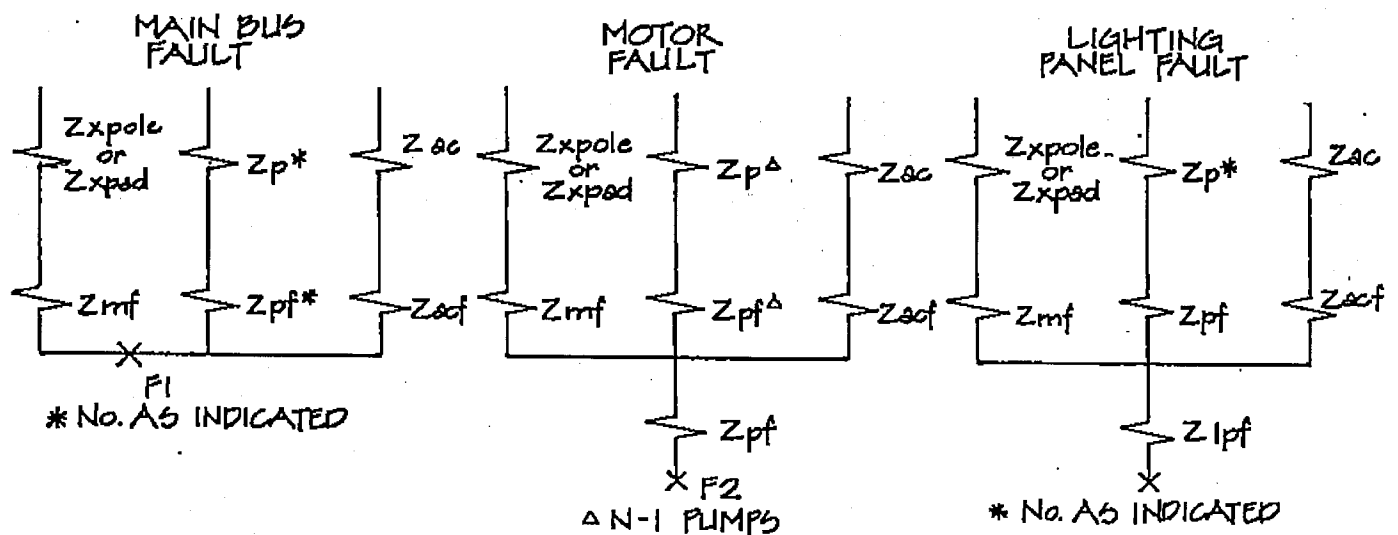 MAIN BUS
FAULT
Zxpole
or
Zxpad
Zp*
Zac
Zmf
Zpf*
Zacf
F1
* No. AS INDICATED
MOTOR
FAULT
Zxpole
or
Zxpad
ZpΔ
Zac
Zmf
ZpfΔ
Zacf
Zpf
F2
Δ N-1 PUMPS
LIGHTING
PANEL FAULT
Zxpole
or
Zxpad
Zp*
Zac
Zmf
Zpf
Zacf
Zlpf
* No. AS INDICATED